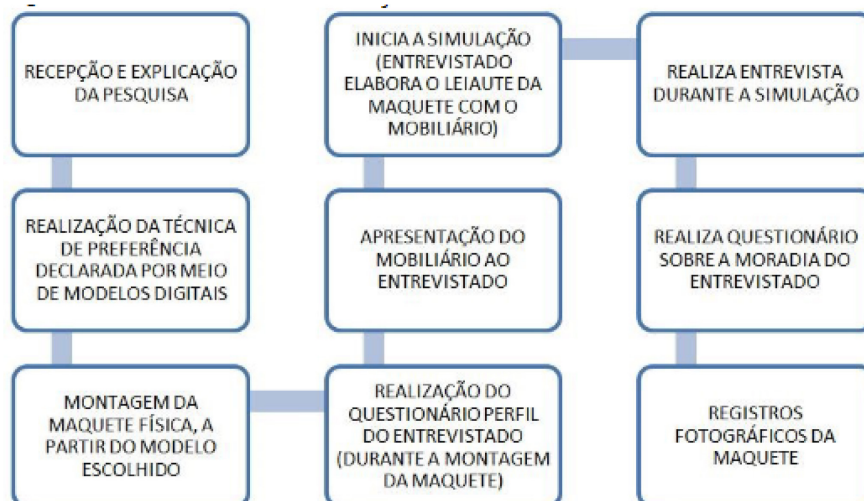 RECEPÇÃO E EXPLICAÇÃO
DA PESQUISA
REALIZAÇÃO DA TÉCNICA
DE PREFERÊNCIA
DECLARADA POR MEIO
DE MODELOS DIGITAIS
MONTAGEM DA
MAQUETE FÍSICA, A
PARTIR DO MODELO
ESCOLHIDO
REALIZAÇÃO DO
QUESTIONÁRIO PERFIL
DO ENTREVISTADO
(DURANTE A MONTAGEM
DA MAQUETE)
APRESENTAÇÃO DO
MOBILIÁRIO AO
ENTREVISTADO
INICIA A SIMULAÇÃO
(ENTREVISTADO
ELABORA O LEIAUTE DA
MAQUETE COM O
MOBILIÁRIO)
REALIZA ENTREVISTA
DURANTE A SIMULAÇÃO
REALIZA QUESTIONÁRIO
SOBRE A MORADIA DO
ENTREVISTADO
REGISTROS
FOTOGRÁFICOS DA
MAQUETE